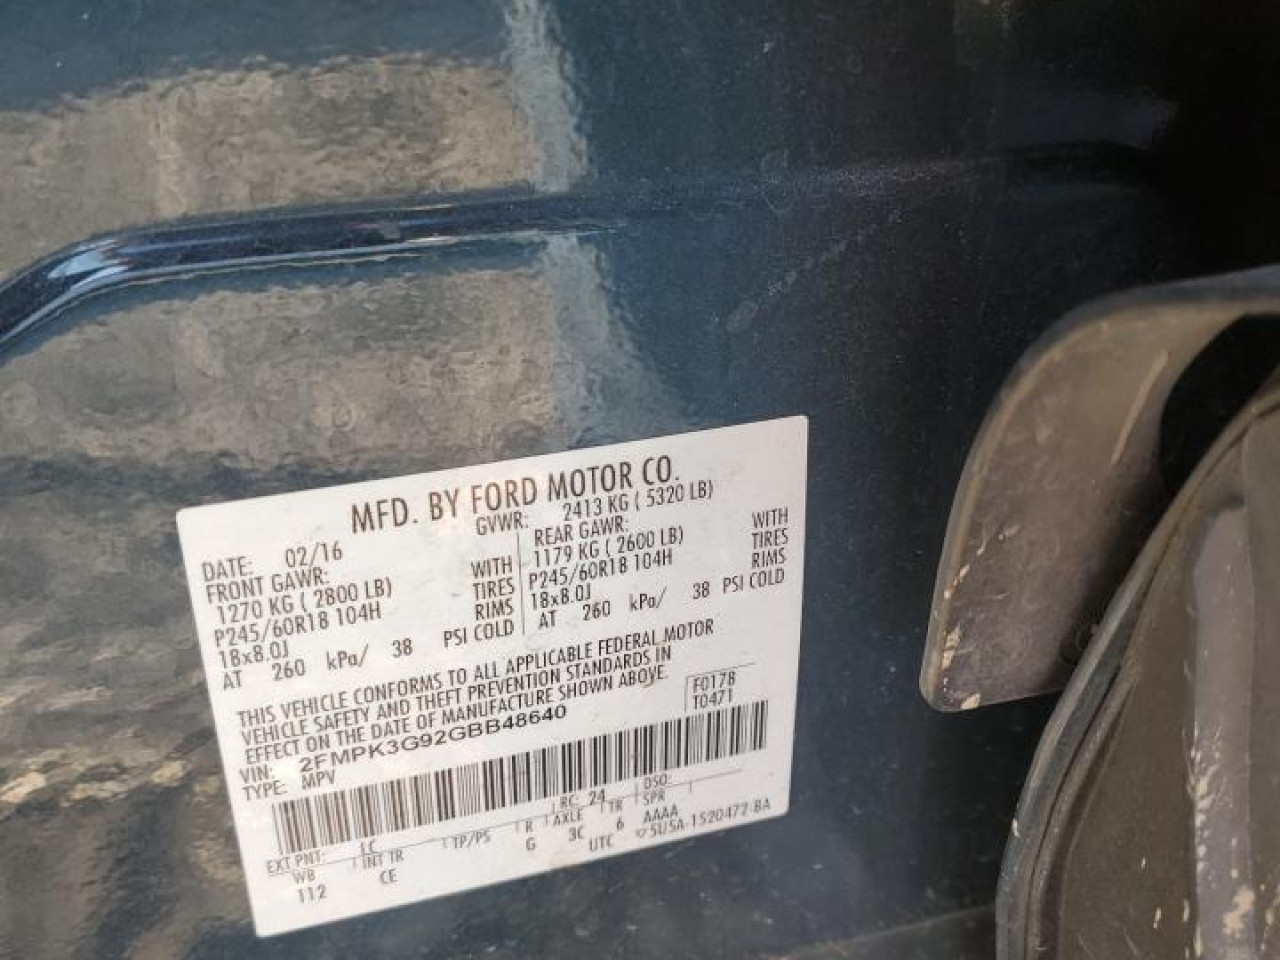 MFD. BY FORD MOTOR CO.
DATE: 02/16 GVWR: 2413 KG ( 5320 LB)
FRONT GAWR: REAR GAWR:
1270 KG ( 2800 LB) WITH 1179 KG ( 2600 LB) WITH
P245/60R18 104H TIRES P245/60R18 104H TIRES
18x8.0J RIMS 18x8.0J RIMS
AT 260 kPa/ 38 PSI COLD AT 260 kPa/ 38 PSI COLD
THIS VEHICLE CONFORMS TO ALL APPLICABLE FEDERAL MOTOR
VEHICLE SAFETY AND THEFT PREVENTION STANDARDS IN
EFFECT ON THE DATE OF MANUFACTURE SHOWN ABOVE.
F0178
T0471
VIN: 2FMPK3G92GBB48640
TYPE: MPV
EXT PNT: LC RC: 24 DSO:
WB INT TR TP/PS R AXLE TR SPR
112 CE G 3C 6 AAAA
UTC 5U5A-1520472-BA